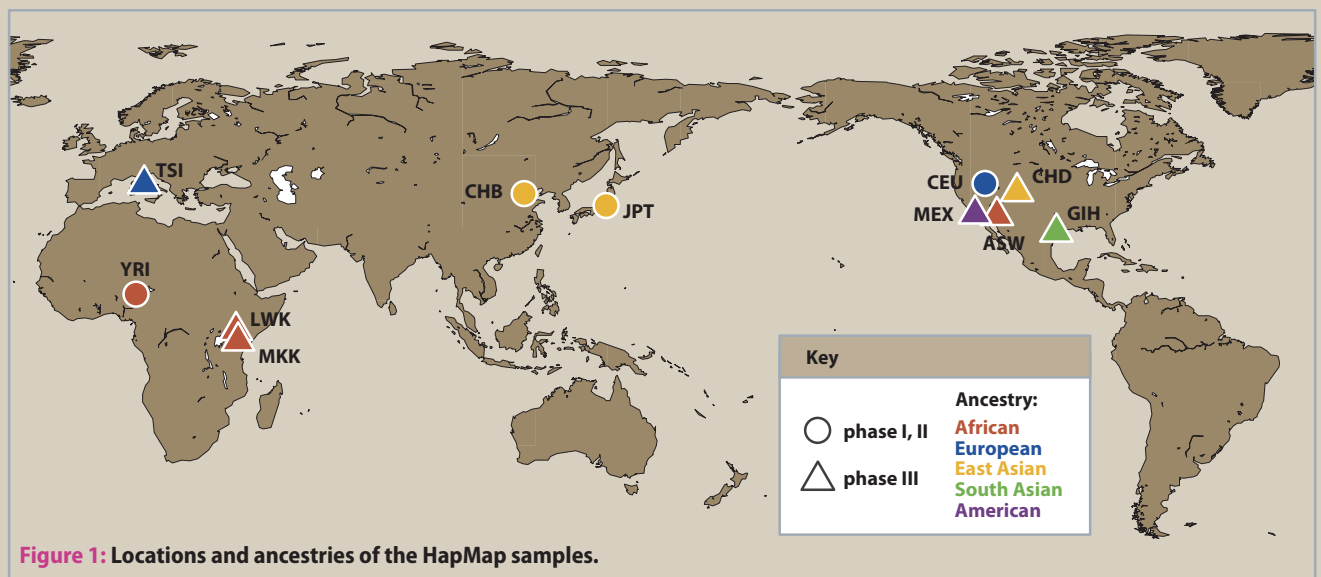 TSI
CHB
JPT
YRI
LWK
MKK
CEU
CHD
MEX
GIH
ASW
Key
Ancestry:
phase I, II
African
European
East Asian
phase III
South Asian
American
Figure 1: Locations and ancestries of the HapMap samples.